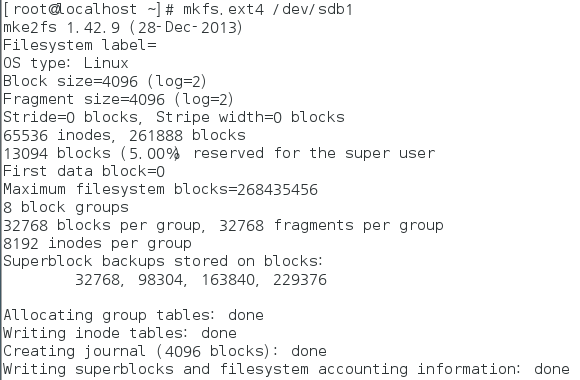 [root@localhost ~]# mkfs.ext4 /dev/sdb1
mke2fs 1.42.9 (28-Dec-2013)
Filesystem label=
OS type: Linux
Block size=4096 (log=2)
Fragment size=4096 (log=2)
Stride=0 blocks, Stripe width=0 blocks
65536 inodes, 261888 blocks
13094 blocks (5.00%) reserved for the super user
First data block=0
Maximum filesystem blocks=268435456
8 block groups
32768 blocks per group, 32768 fragments per group
8192 inodes per group
Superblock backups stored on blocks:
32768, 98304, 163840, 229376
Allocating group tables: done
Writing inode tables: done
Creating journal (4096 blocks): done
Writing superblocks and filesystem accounting information: done